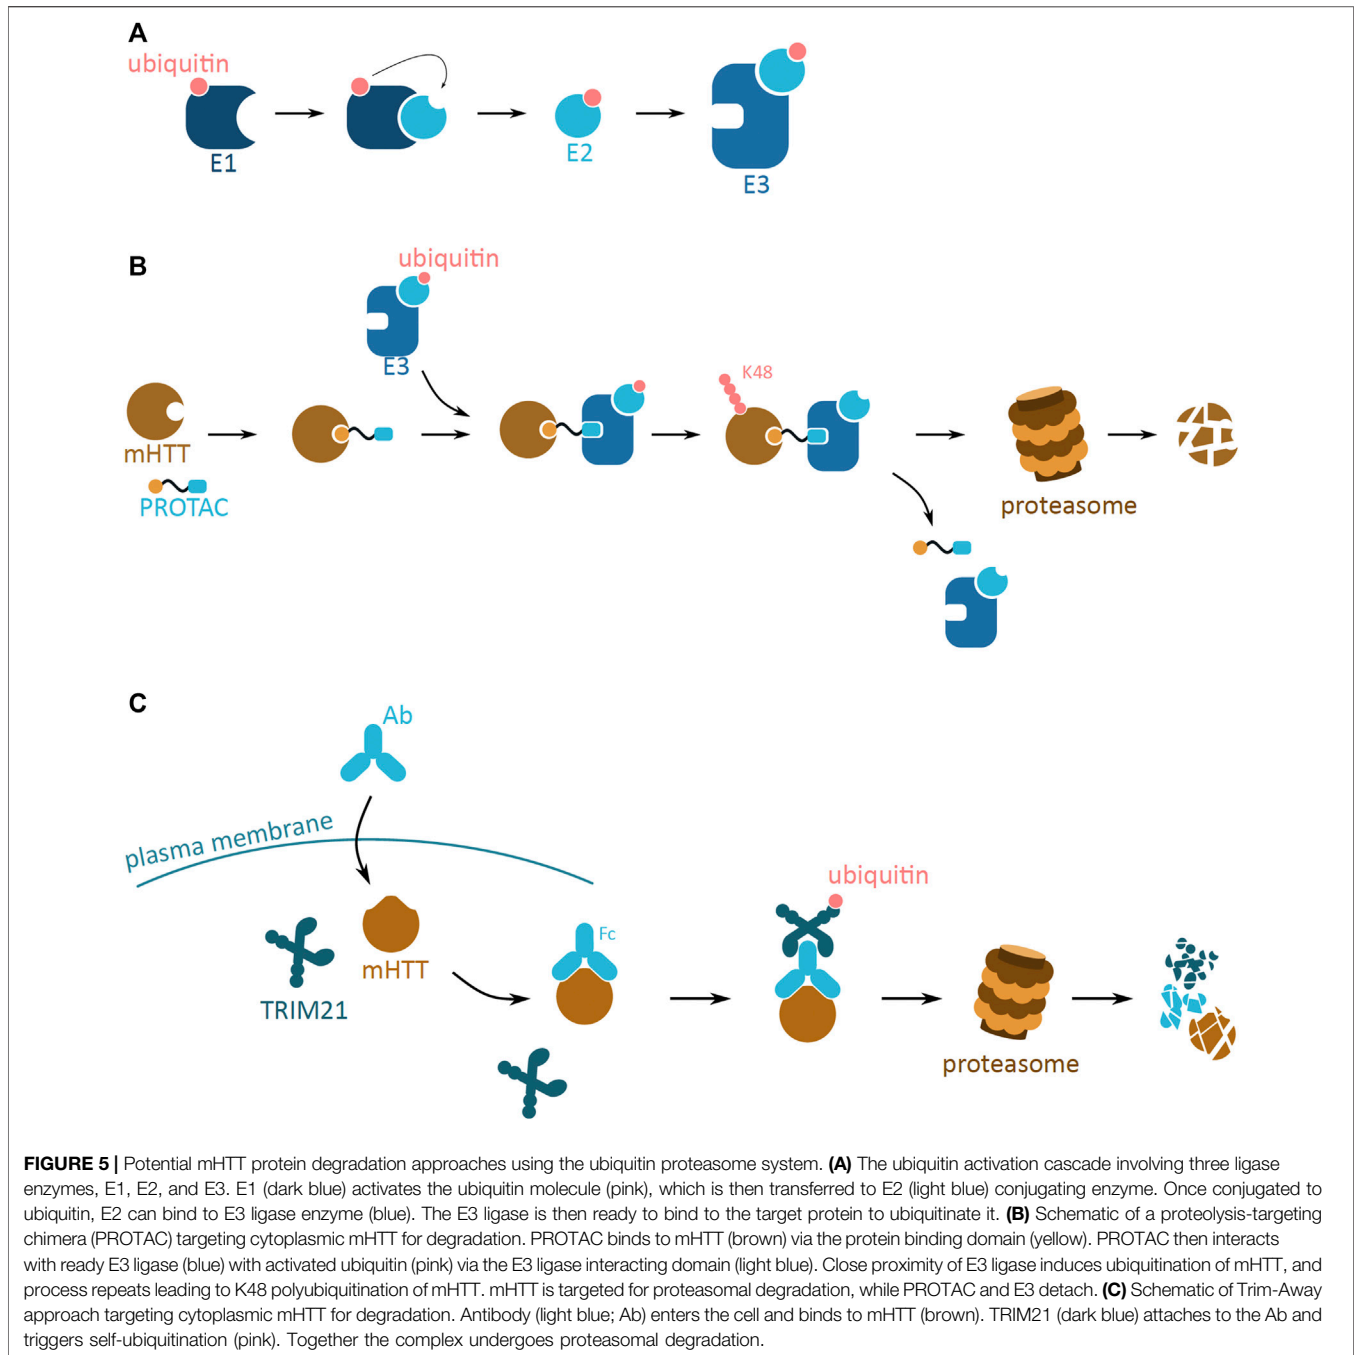 A
ubiquitin
E1
E2
E3
B
ubiquitin
E3
K48
mHTT
PROTAC
proteasome
C
Ab
plasma membrane
Fc
ubiquitin
mHTT
TRIM21
proteasome
FIGURE 5 | Potential mHTT protein degradation approaches using the ubiquitin proteasome system. (A) The ubiquitin activation cascade involving three ligase
enzymes, E1, E2, and E3. E1 (dark blue) activates the ubiquitin molecule (pink), which is then transferred to E2 (light blue) conjugating enzyme. Once conjugated to
ubiquitin, E2 can bind to E3 ligase enzyme (blue). The E3 ligase is then ready to bind to the target protein to ubiquitinate it. (B) Schematic of a proteolysis-targeting
chimera (PROTAC) targeting cytoplasmic mHTT for degradation. PROTAC binds to mHTT (brown) via the protein binding domain (yellow). PROTAC then interacts
with ready E3 ligase (blue) with activated ubiquitin (pink) via the E3 ligase interacting domain (light blue). Close proximity of E3 ligase induces ubiquitination of mHTT, and
process repeats leading to K48 polyubiquitination of mHTT. mHTT is targeted for proteasomal degradation, while PROTAC and E3 detach. (C) Schematic of Trim-Away
approach targeting cytoplasmic mHTT for degradation. Antibody (light blue; Ab) enters the cell and binds to mHTT (brown). TRIM21 (dark blue) attaches to the Ab and
triggers self-ubiquitination (pink). Together the complex undergoes proteasomal degradation.